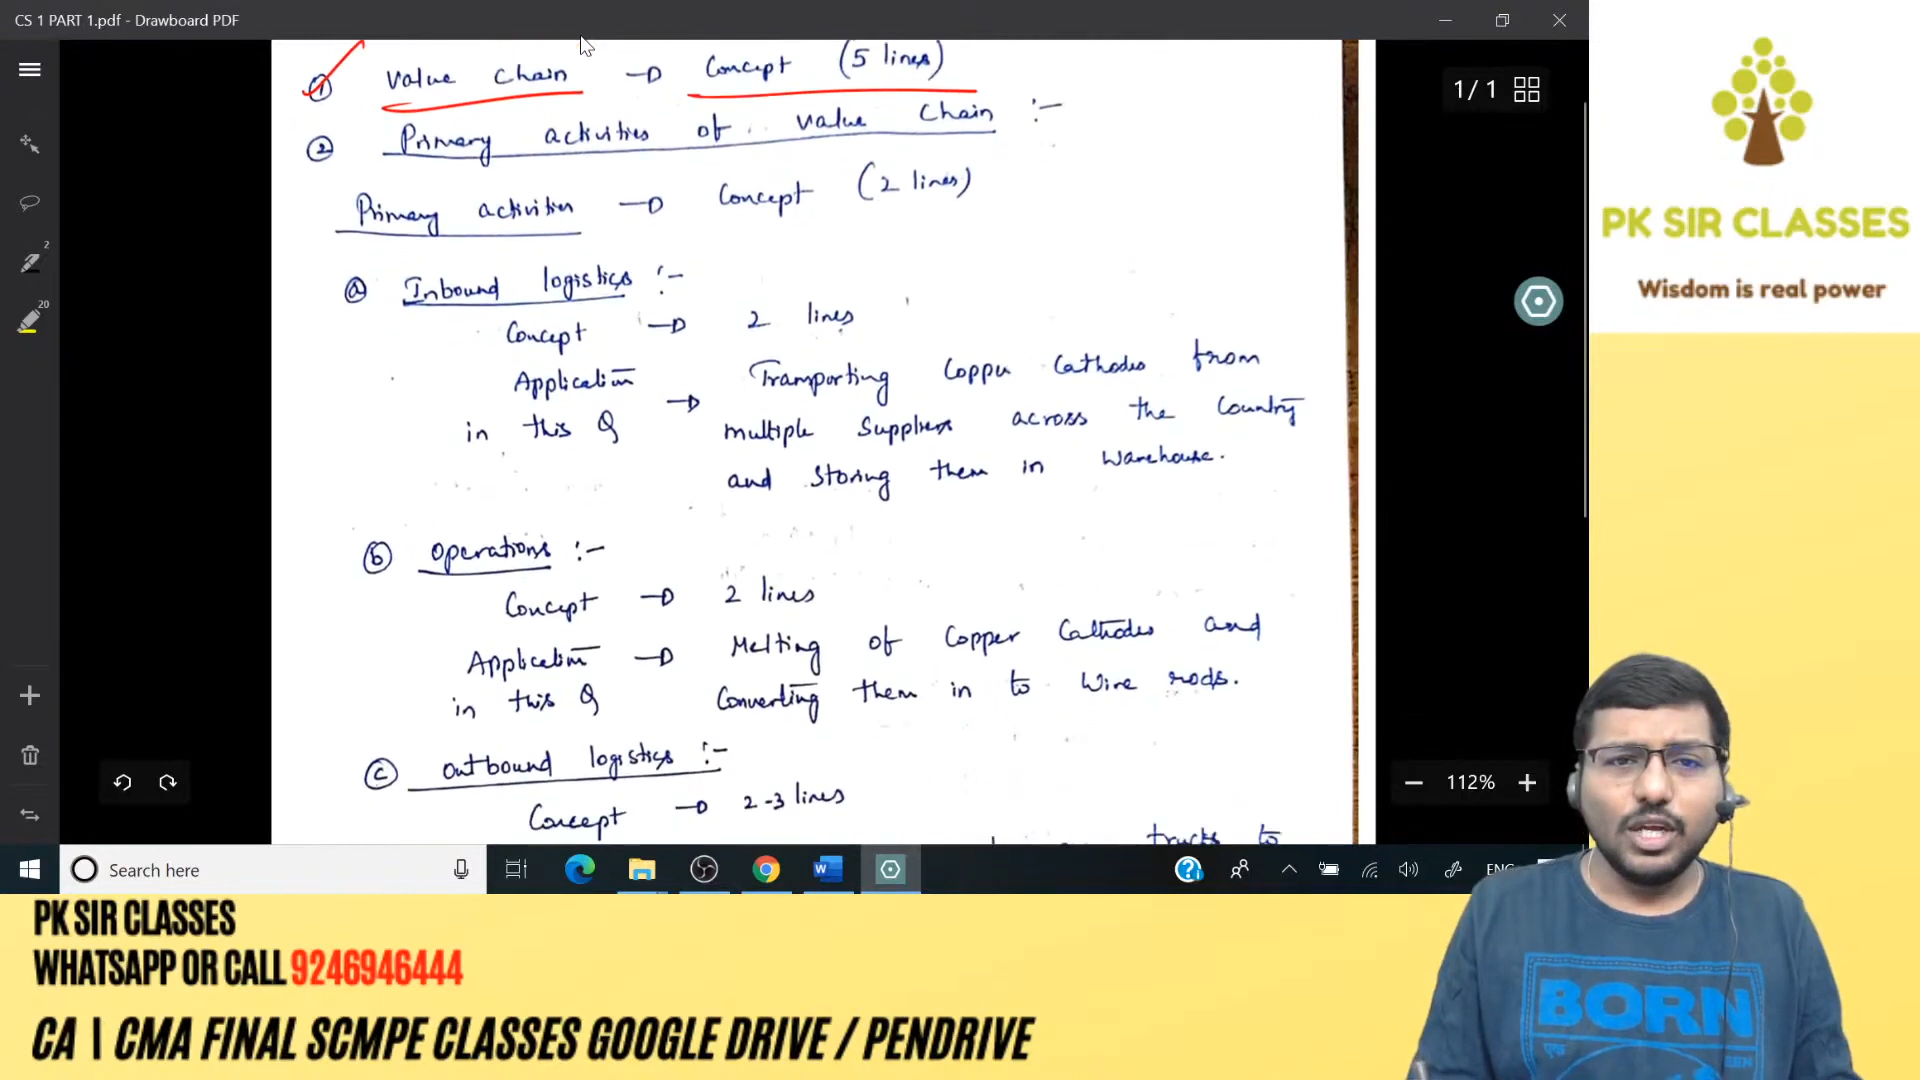 CS 1 PART 1.pdf - Drawboard PDF
① Value Chain → Concept (5 lines)
② Primary activities of Value Chain :-
Primary activities → Concept (2 lines)
ⓐ Inbound logistics :-
Concept → 2 lines
Application in this Q → Transporting Copper Cathodes from
multiple Suppliers across the Country
and Storing them in Warehouse.
ⓑ Operations :-
Concept → 2 lines
Application in this Q → Melting of Copper Cathodes and
Converting them in to Wire rods.
ⓒ outbound logistics :-
Concept → 2-3 lines
trucks to
1 / 1
2
20
112%
Search here
ENG
PK SIR CLASSES
Wisdom is real power
PK SIR CLASSES
WHATSAPP OR CALL 9246946444
CA \ CMA FINAL SCMPE CLASSES GOOGLE DRIVE / PENDRIVE
BORN